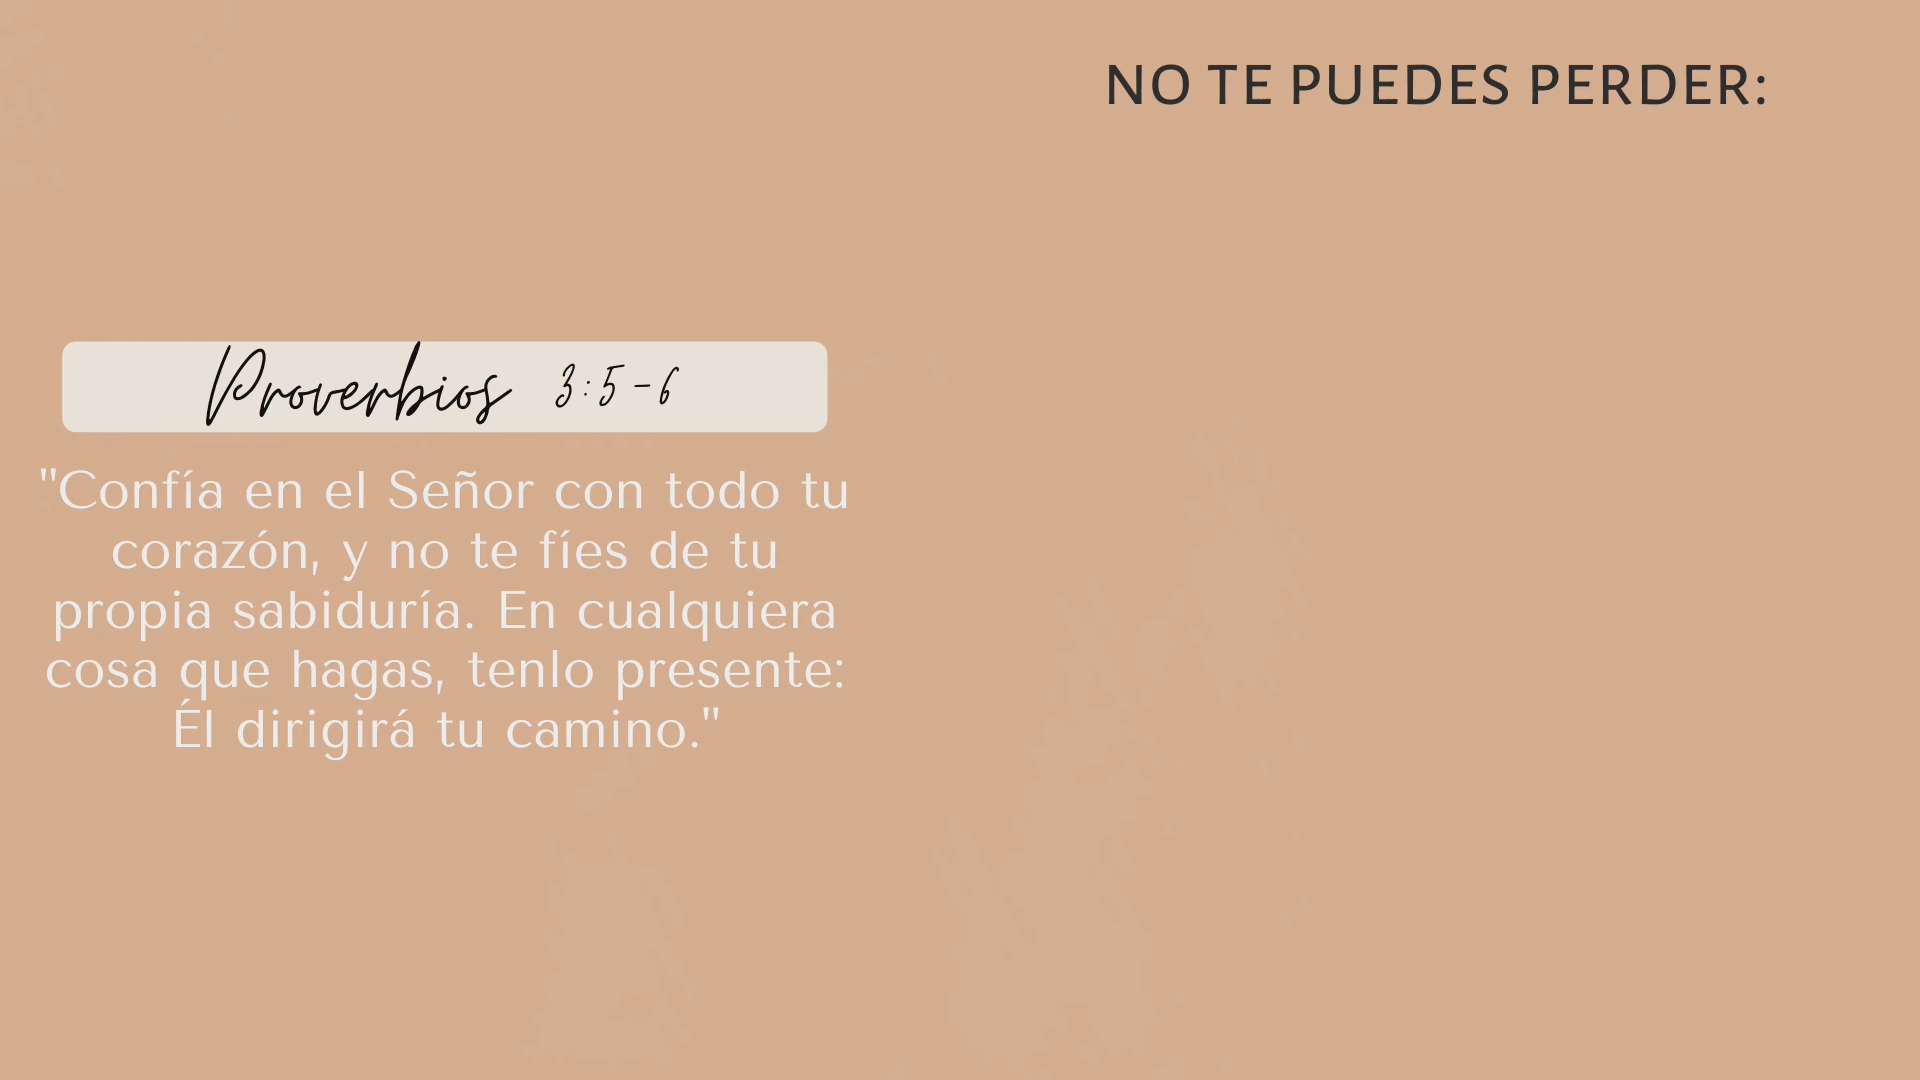 NO TE PUEDES PERDER:
Proverbios 3:5-6
"Confía en el Señor con todo tu
corazón, y no te fíes de tu
propia sabiduría. En cualquiera
cosa que hagas, tenlo presente:
Él dirigirá tu camino."